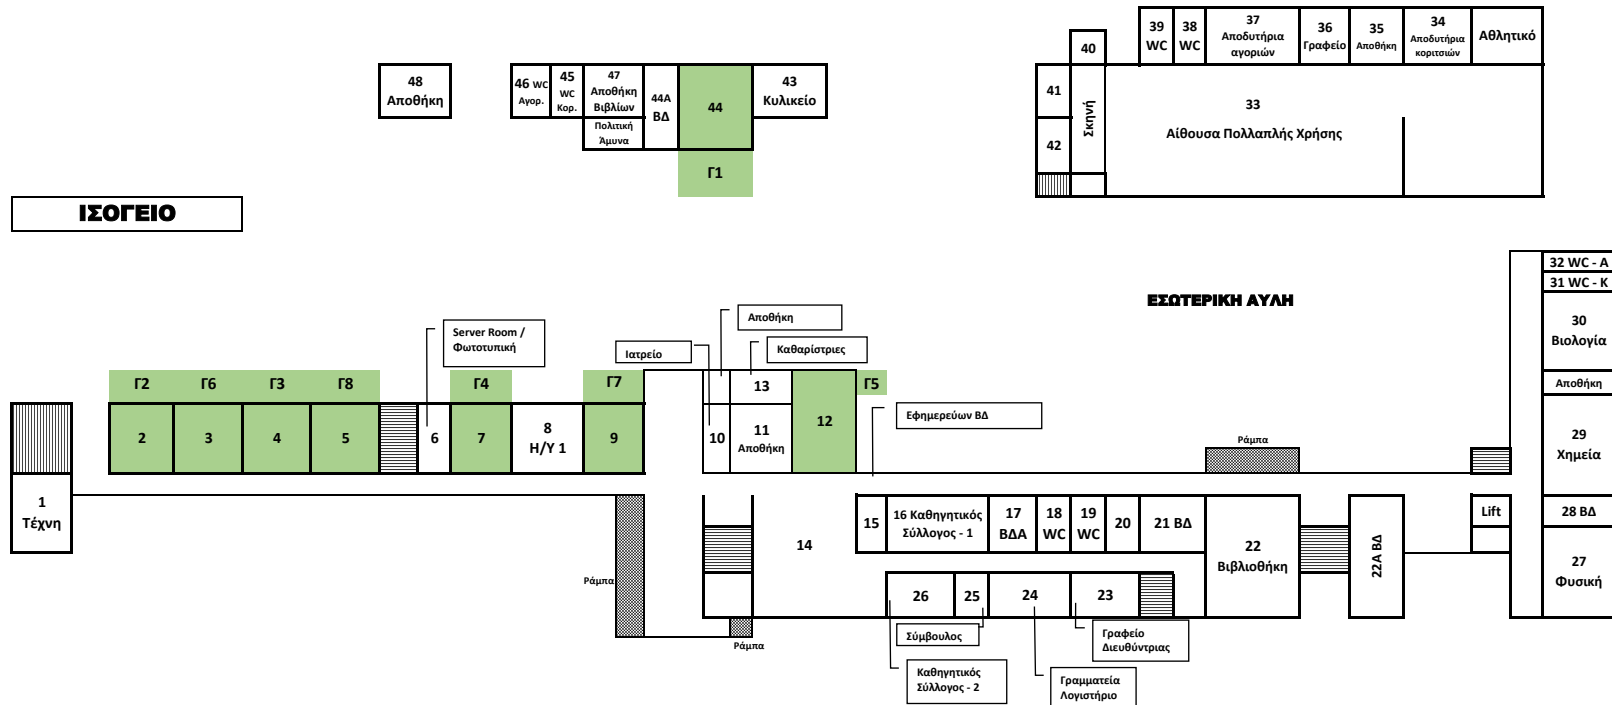 39 WC
38 WC
37 Αποδυτήρια αγοριών
36 Γραφείο
35 Αποθήκη
34 Αποδυτήρια κοριτσιών
Αθλητικό
40
41
42
Σκηνή
33
Αίθουσα Πολλαπλής Χρήσης
48
Αποθήκη
46 WC
Αγορ.
45
WC
Κορ.
47
Αποθήκη
Βιβλίων
Πολιτική
Άμυνα
44Α
ΒΔ
44
43
Κυλικείο
Γ1
ΙΣΟΓΕΙΟ
ΕΣΩΤΕΡΙΚΗ ΑΥΛΗ
32 WC - Α
31 WC - Κ
30
Βιολογία
Αποθήκη
29
Χημεία
28 ΒΔ
27
Φυσική
Server Room /
Φωτοτυπική
Ιατρείο
Αποθήκη
Καθαρίστριες
Εφημερεύων ΒΔ
Ράμπα
Γ2
Γ6
Γ3
Γ8
Γ4
Γ7
Γ5
2
3
4
5
6
7
8
Η/Υ 1
9
10
13
11
Αποθήκη
12
1
Τέχνη
14
15
16 Καθηγητικός
Σύλλογος - 1
17
ΒΔΑ
18
WC
19
WC
20
21 ΒΔ
22
Βιβλιοθήκη
22Α ΒΔ
Lift
Ράμπα
26
25
24
23
Ράμπα
Σύμβουλος
Γραφείο
Διευθύντριας
Καθηγητικός
Σύλλογος - 2
Γραμματεία
Λογιστήριο